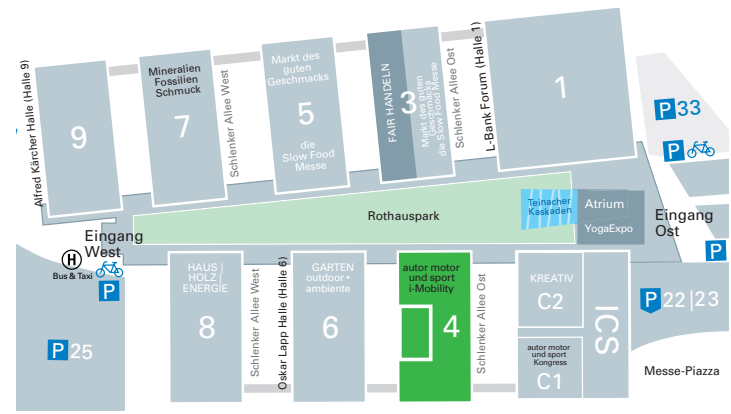 Alfred Kärcher Halle (Halle 9)
9
Mineralien
Fossilien
Schmuck
7
Schlenker Allee West
Markt des
guten
Geschmacks
5
die
Slow Food
Messe
FAIR HANDELN
3
Markt des guten
Geschmacks
die Slow Food Messe
Schlenker Allee Ost
L-Bank Forum (Halle 1)
1
P 33
P
Rothauspark
Teinacher
Kaskaden
Atrium
YogaExpo
Eingang
Ost
P
Eingang
West
H
Bus & Taxi
P
P 25
HAUS |
HOLZ |
ENERGIE
8
Schlenker Allee West
Oskar Lapp Halle (Halle 6)
GARTEN
outdoor •
ambiente
6
autor motor
und sport
i-Mobility
4
Schlenker Allee Ost
KREATIV
C2
autor motor
und sport
Kongress
C1
ICS
P 22|23
Messe-Piazza